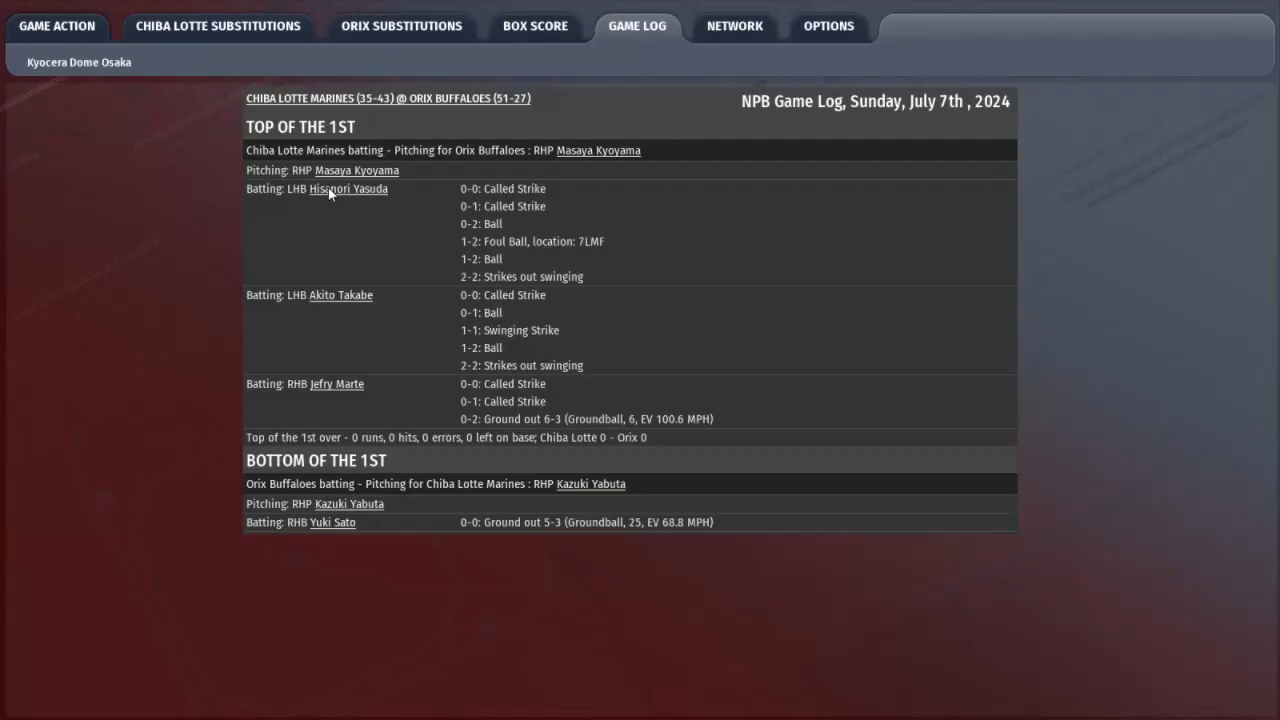 GAME ACTION CHIBA LOTTE SUBSTITUTIONS ORIX SUBSTITUTIONS BOX SCORE GAME LOG NETWORK OPTIONS
Kyocera Dome Osaka
CHIBA LOTTE MARINES (35-43) @ ORIX BUFFALOES (51-27) NPB Game Log, Sunday, July 7th , 2024
TOP OF THE 1ST
Chiba Lotte Marines batting - Pitching for Orix Buffaloes : RHP Masaya Kyoyama
Pitching: RHP Masaya Kyoyama
Batting: LHB Hisanori Yasuda 0-0: Called Strike
0-1: Called Strike
0-2: Ball
1-2: Foul Ball, location: 7LMF
1-2: Ball
2-2: Strikes out swinging
Batting: LHB Akito Takabe 0-0: Called Strike
0-1: Ball
1-1: Swinging Strike
1-2: Ball
2-2: Strikes out swinging
Batting: RHB Jefry Marte 0-0: Called Strike
0-1: Called Strike
0-2: Ground out 6-3 (Groundball, 6, EV 100.6 MPH)
Top of the 1st over - 0 runs, 0 hits, 0 errors, 0 left on base; Chiba Lotte 0 - Orix 0
BOTTOM OF THE 1ST
Orix Buffaloes batting - Pitching for Chiba Lotte Marines : RHP Kazuki Yabuta
Pitching: RHP Kazuki Yabuta
Batting: RHB Yuki Sato 0-0: Ground out 5-3 (Groundball, 25, EV 68.8 MPH)